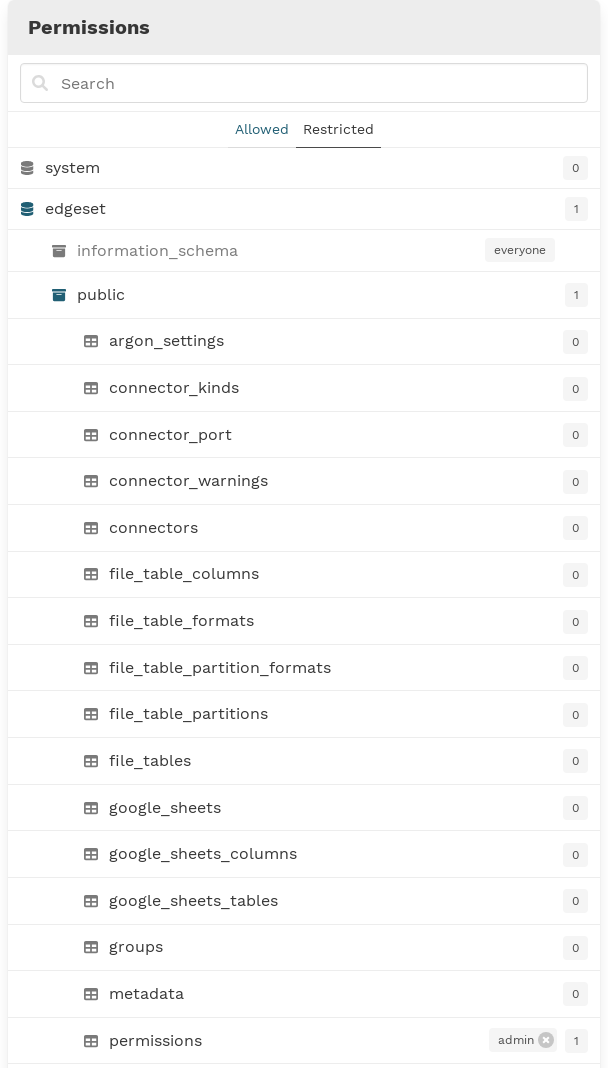 Permissions
Search
Allowed Restricted
system 0
edgeset 1
information_schema everyone
public 1
argon_settings 0
connector_kinds 0
connector_port 0
connector_warnings 0
connectors 0
file_table_columns 0
file_table_formats 0
file_table_partition_formats 0
file_table_partitions 0
file_tables 0
google_sheets 0
google_sheets_columns 0
google_sheets_tables 0
groups 0
metadata 0
permissions admin 1